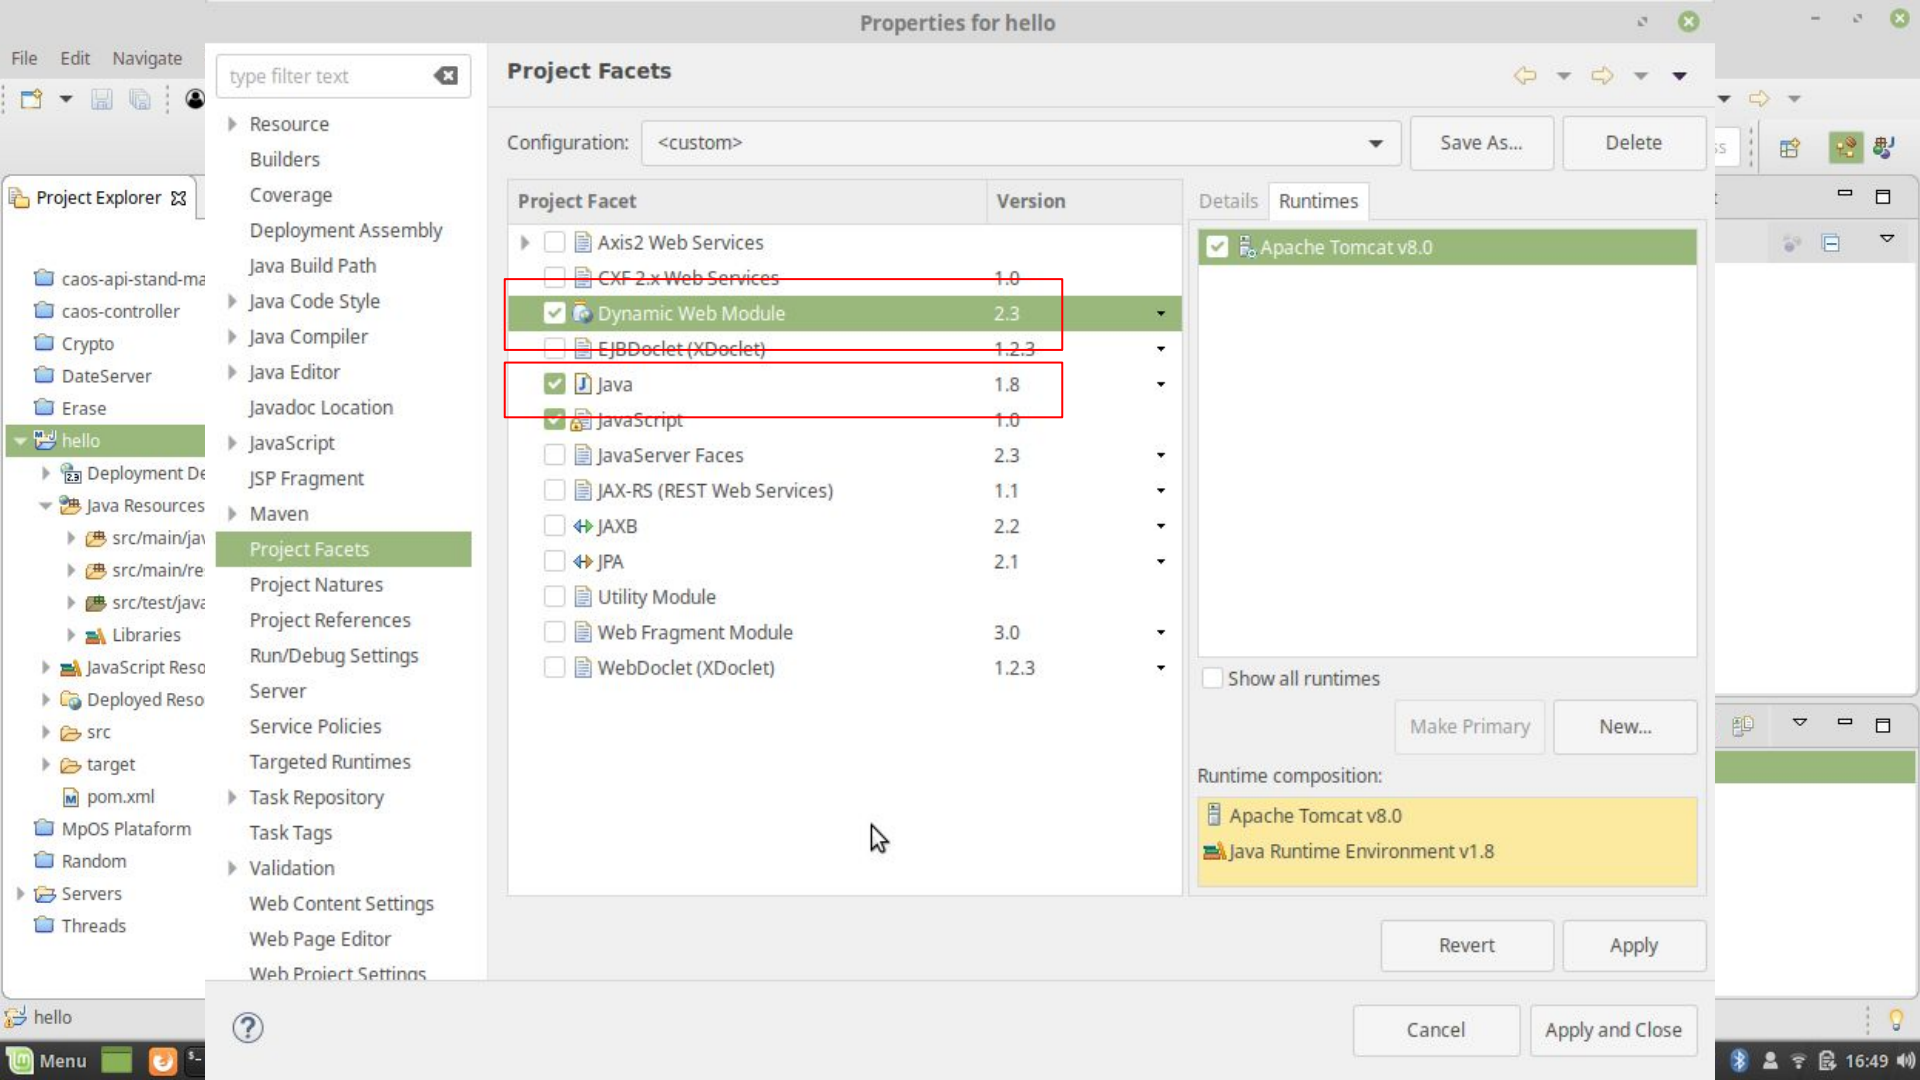 Properties for hello
File Edit Navigate
type filter text
Project Facets
Resource
Builders
Coverage
Deployment Assembly
Java Build Path
Java Code Style
Java Compiler
Java Editor
Javadoc Location
JavaScript
JSP Fragment
Maven
Project Facets
Project Natures
Project References
Run/Debug Settings
Server
Service Policies
Targeted Runtimes
Task Repository
Task Tags
Validation
Web Content Settings
Web Page Editor
Web Project Settings
Configuration: <custom> Save As... Delete
Project Facet Version
Axis2 Web Services
CXF 2.x Web Services 1.0
Dynamic Web Module 2.3
EJBDoclet (XDoclet) 1.2.3
Java 1.8
JavaScript 1.0
JavaServer Faces 2.3
JAX-RS (REST Web Services) 1.1
JAXB 2.2
JPA 2.1
Utility Module
Web Fragment Module 3.0
WebDoclet (XDoclet) 1.2.3
Details Runtimes
Apache Tomcat v8.0
Show all runtimes
Make Primary New...
Runtime composition:
Apache Tomcat v8.0
Java Runtime Environment v1.8
Revert Apply
Cancel Apply and Close
Project Explorer
caos-api-stand-ma
caos-controller
Crypto
DateServer
Erase
hello
Deployment De
Java Resources
src/main/jav
src/main/re
src/test/java
Libraries
JavaScript Reso
Deployed Reso
src
target
pom.xml
MpOS Plataform
Random
Servers
Threads
hello
Menu
16:49